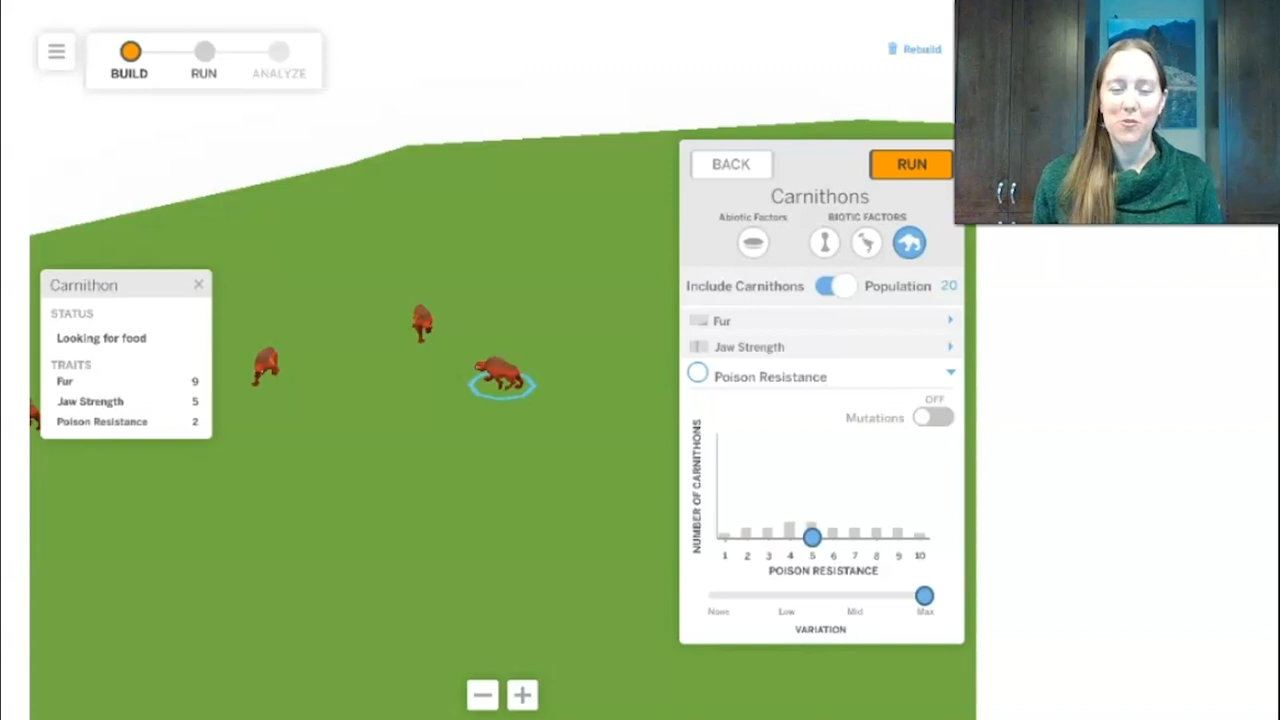 BUILD
RUN
ANALYZE
Rebuild
BACK
RUN
Carnithons
Abiotic Factors
BIOTIC FACTORS
Include Carnithons
Population 20
Fur
Jaw Strength
Poison Resistance
OFF
Mutations
NUMBER OF CARNITHONS
1 2 3 4 5 6 7 8 9 10
POISON RESISTANCE
None Low Mid Max
VARIATION
Carnithon
STATUS
Looking for food
TRAITS
Fur 9
Jaw Strength 5
Poison Resistance 2